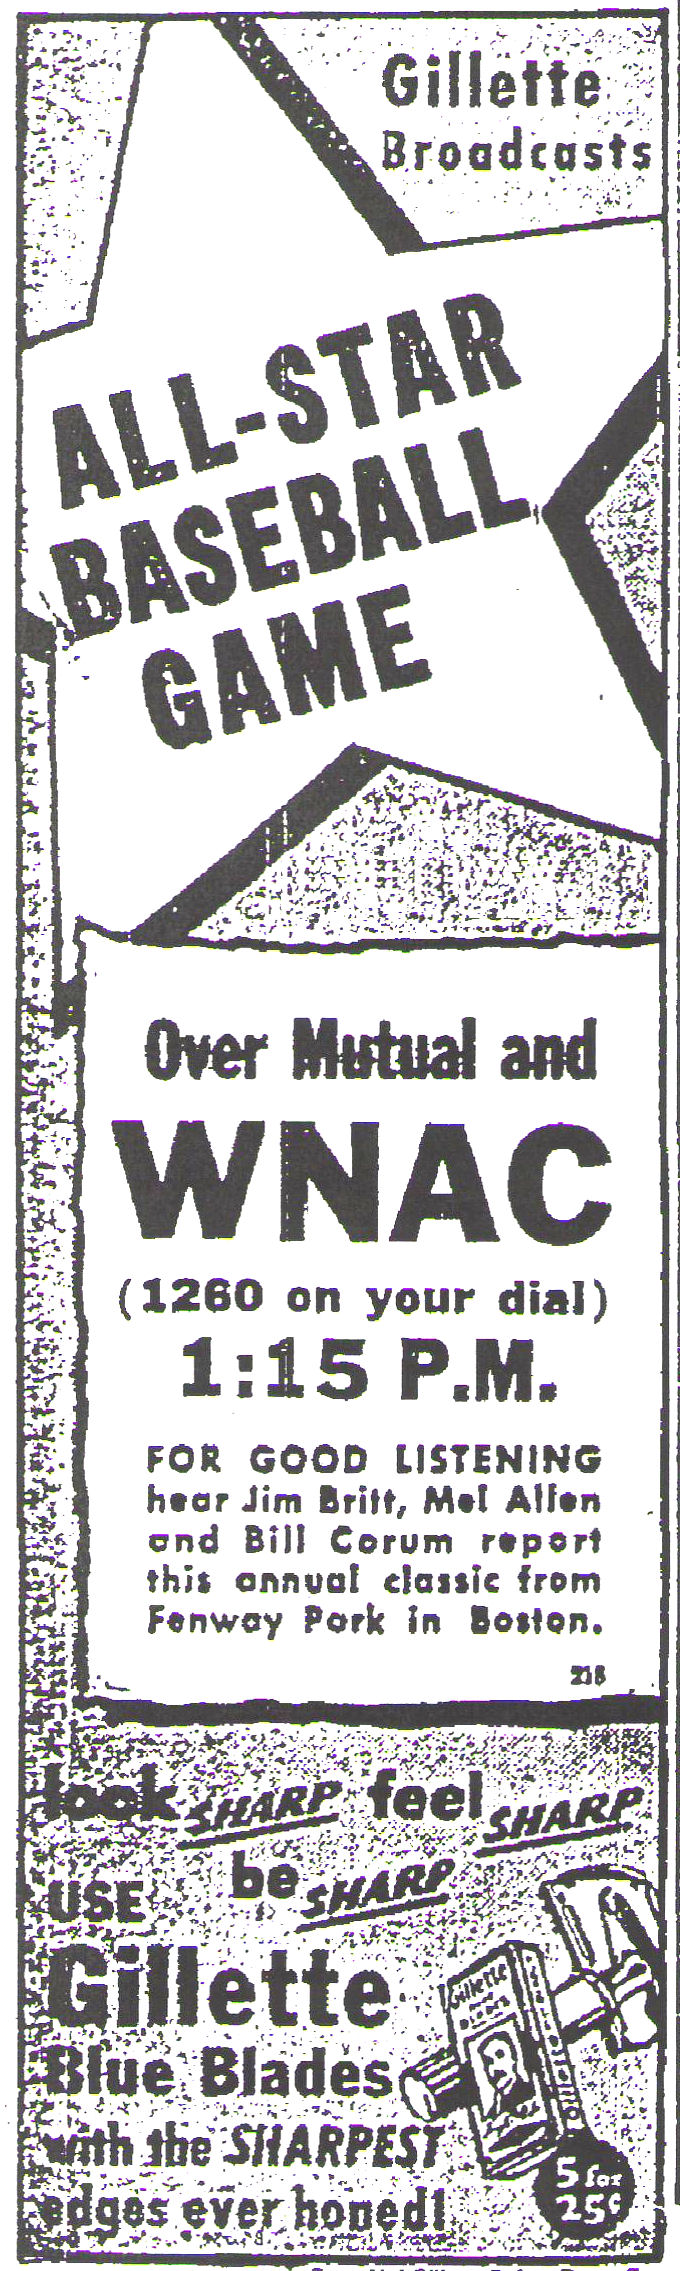 Gillette
Broadcasts
ALL-STAR
BASEBALL
GAME
Over Mutual and
WNAC
(1260 on your dial)
1:15 P.M.
FOR GOOD LISTENING
hear Jim Britt, Mel Allen
and Bill Corum report
this annual classic from
Fenway Park in Boston.
look SHARP feel SHARP
be SHARP
USE
Gillette
Blue Blades
with the SHARPEST
edges ever honed!
Gillette
5 for
25¢